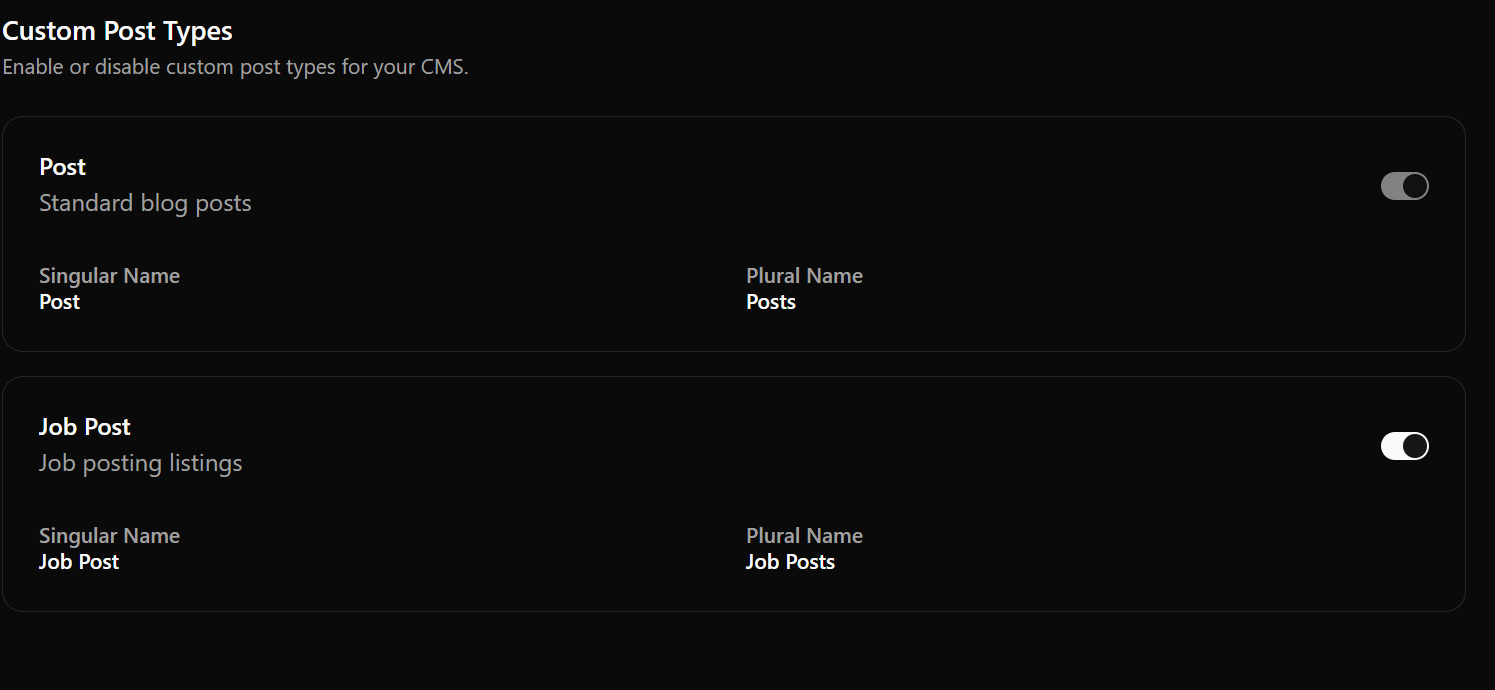 Custom Post Types
Enable or disable custom post types for your CMS.
Post
Standard blog posts
Singular Name
Post
Plural Name
Posts
Job Post
Job posting listings
Singular Name
Job Post
Plural Name
Job Posts